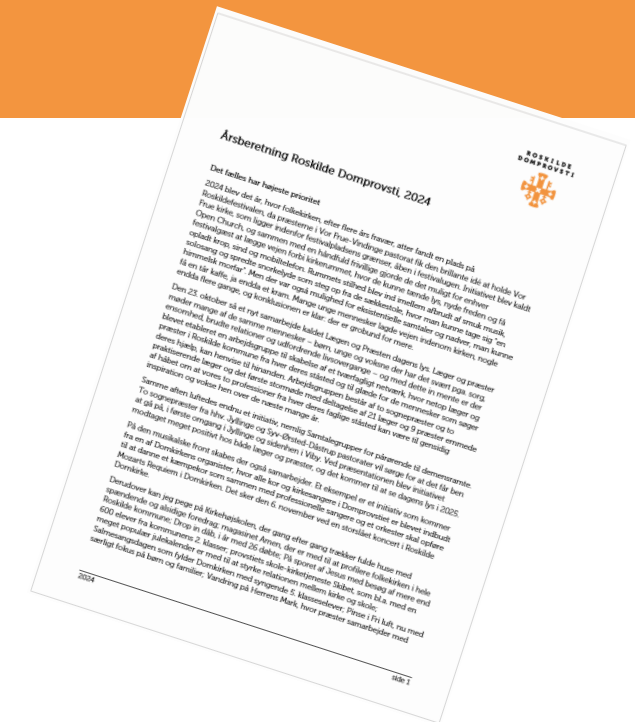 ROSKILDE
DOMPROVSTI
Årsberetning Roskilde Domprovsti, 2024
Det fælles har højeste prioritet
2024 blev det år, hvor folkekirken, efter flere års fravær, atter fandt en plads på
Roskildefestivalen, da præsterne i Vor Frue-Vindinge pastorat fik den brillante idé at holde Vor
Frue kirke, som ligger indenfor festivalpladsens grænser, åben i festivalugen. Initiativet blev kaldt
Open Church, og sammen med en håndfuld frivillige gjorde de det muligt for enhver
festivalgæst at lægge vejen forbi kirkerummet, hvor de kunne tænde lys, nyde freden og få
opladt krop, sind og mobiltelefon. Rummets stilhed blev ind imellem afbrudt af smuk musik,
solosang og spredte snorkelyde som steg op fra de sækkestole, hvor man kunne tage sig "en
himmelsk morfar". Men der var også mulighed for eksistentielle samtaler og nadver, man kunne
få en tår kaffe, ja endda et kram. Mange unge mennesker lagde vejen indenom kirken, nogle
endda flere gange, og konklusionen er klar: der er grobund for mere.
Den 23. oktober så et nyt samarbejde kaldet Lægen og Præsten dagens lys. Læger og præster
møder mange af de samme mennesker – børn, unge og voksne der har det svært pga. sorg,
ensomhed, brudte relationer og udfordrende livsovergange – og med dette in mente er der
blevet etableret en arbejdsgruppe til skabelse af et tværfagligt netværk, hvor netop læger og
præster i Roskilde kommune fra hver deres ståsted og til glæde for de mennesker som søger
deres hjælp, kan henvise til hinanden. Arbejdsgruppen består af to sognepræster og to
praktiserende læger og det første stormøde med deltagelse af 21 læger og 9 præster emmede
af håbet om at vores to professioner fra hver deres faglige ståsted kan være til gensidig
inspiration og vokse hen over de næste mange år.
Samme aften luftedes endnu et initiativ, nemlig Samtalegrupper for pårørende til demensramte.
To sognepræster fra hhv. Jyllinge og Syv-Ørsted-Dåstrup pastorater vil sørge for at det får ben
at gå på, i første omgang i Jyllinge og sidenhen i Viby. Ved præsentationen blev initiativet
modtaget meget positivt hos både læger og præster, og det kommer til at se dagens lys i 2025.
På den musikalske front skabes der også samarbejder. Et eksempel er et initiativ som kommer
fra en af Domkirkens organister, hvor alle kor og kirkesangere i Domprovstiet er blevet indbudt
til at danne et kæmpekor som sammen med professionelle sangere og et orkester skal opføre
Mozarts Requiem i Domkirken. Det sker den 6. november ved en storslået koncert i Roskilde
Domkirke.
Derudover kan jeg pege på Kirkehøjskolen, der gang efter gang trækker fulde huse med
spændende og alsidige foredrag; magasinet Amen, der er med til at profilere folkekirken i hele
Roskilde kommune; Drop in dåb, i år med 26 døbte; På sporet af Jesus med besøg af mere end
600 elever fra kommunens 2. klasser; provstiets skole-kirketjeneste Skibet, som bl.a. med en
meget populær julekalender er med til at styrke relationen mellem kirke og skole;
Salmesangsdagen som fylder Domkirken med syngende 5. klasseselever; Pinse i Fri luft, nu med
særligt fokus på børn og familier; Vandring på Herrens Mark, hvor præster samarbejder med
2024
side 1